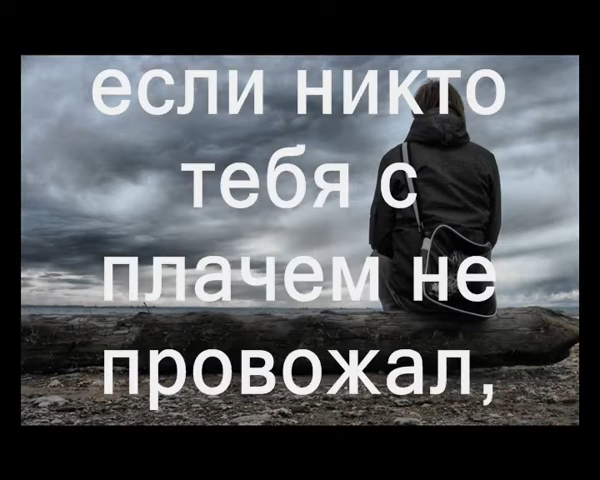 если никто
тебя с
плачем не
провожал,